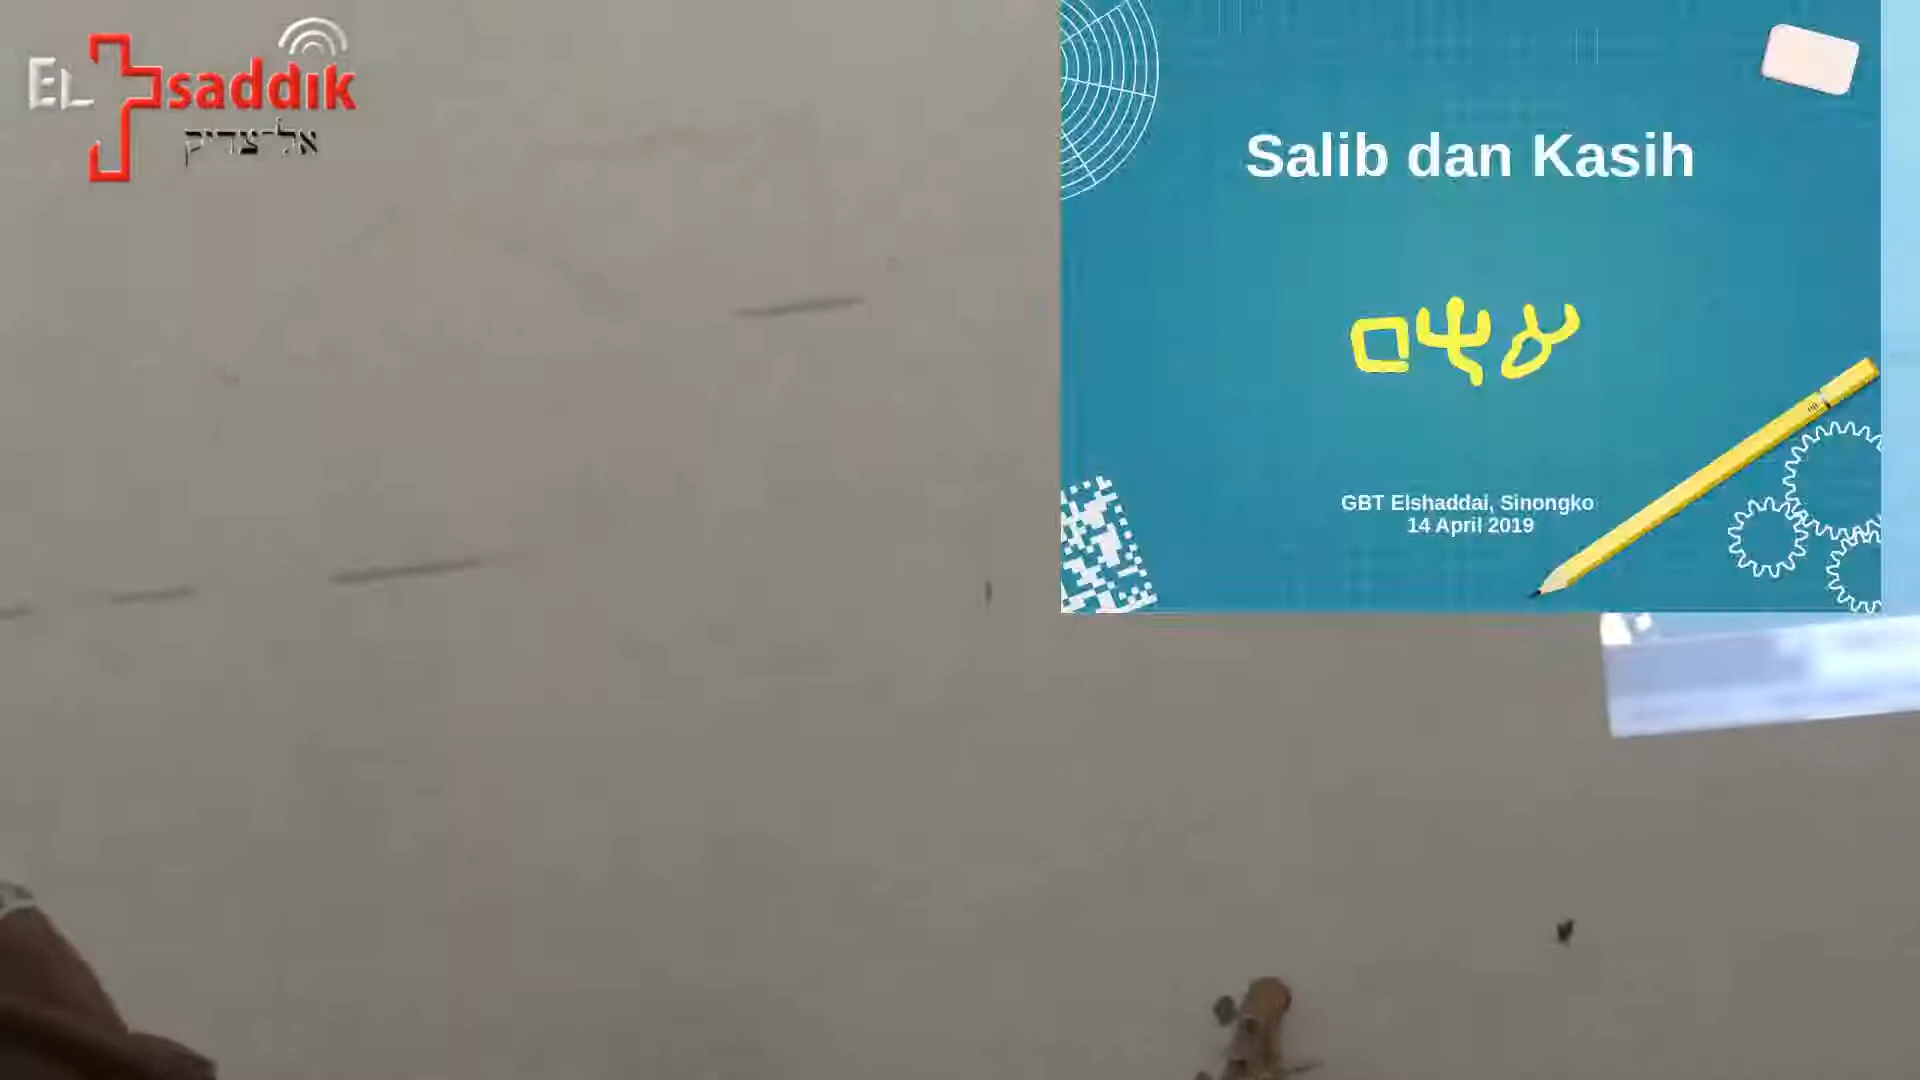 EL saddik
אל־צדיק
Salib dan Kasih
GBT Elshaddai, Sinongko
14 April 2019